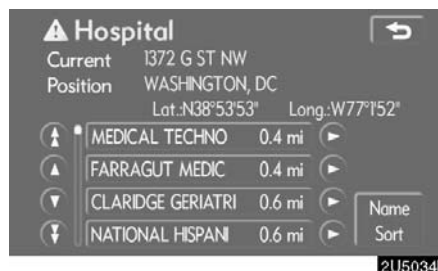 Hospital
Current 1372 G ST NW
Position WASHINGTON, DC
Lat.:N38°53'53" Long.:W77°1'52"
MEDICAL TECHNO 0.4 mi
FARRAGUT MEDIC 0.4 mi
CLARIDGE GERIATRI 0.6 mi
NATIONAL HISPANI 0.6 mi
Name
Sort
2U5034